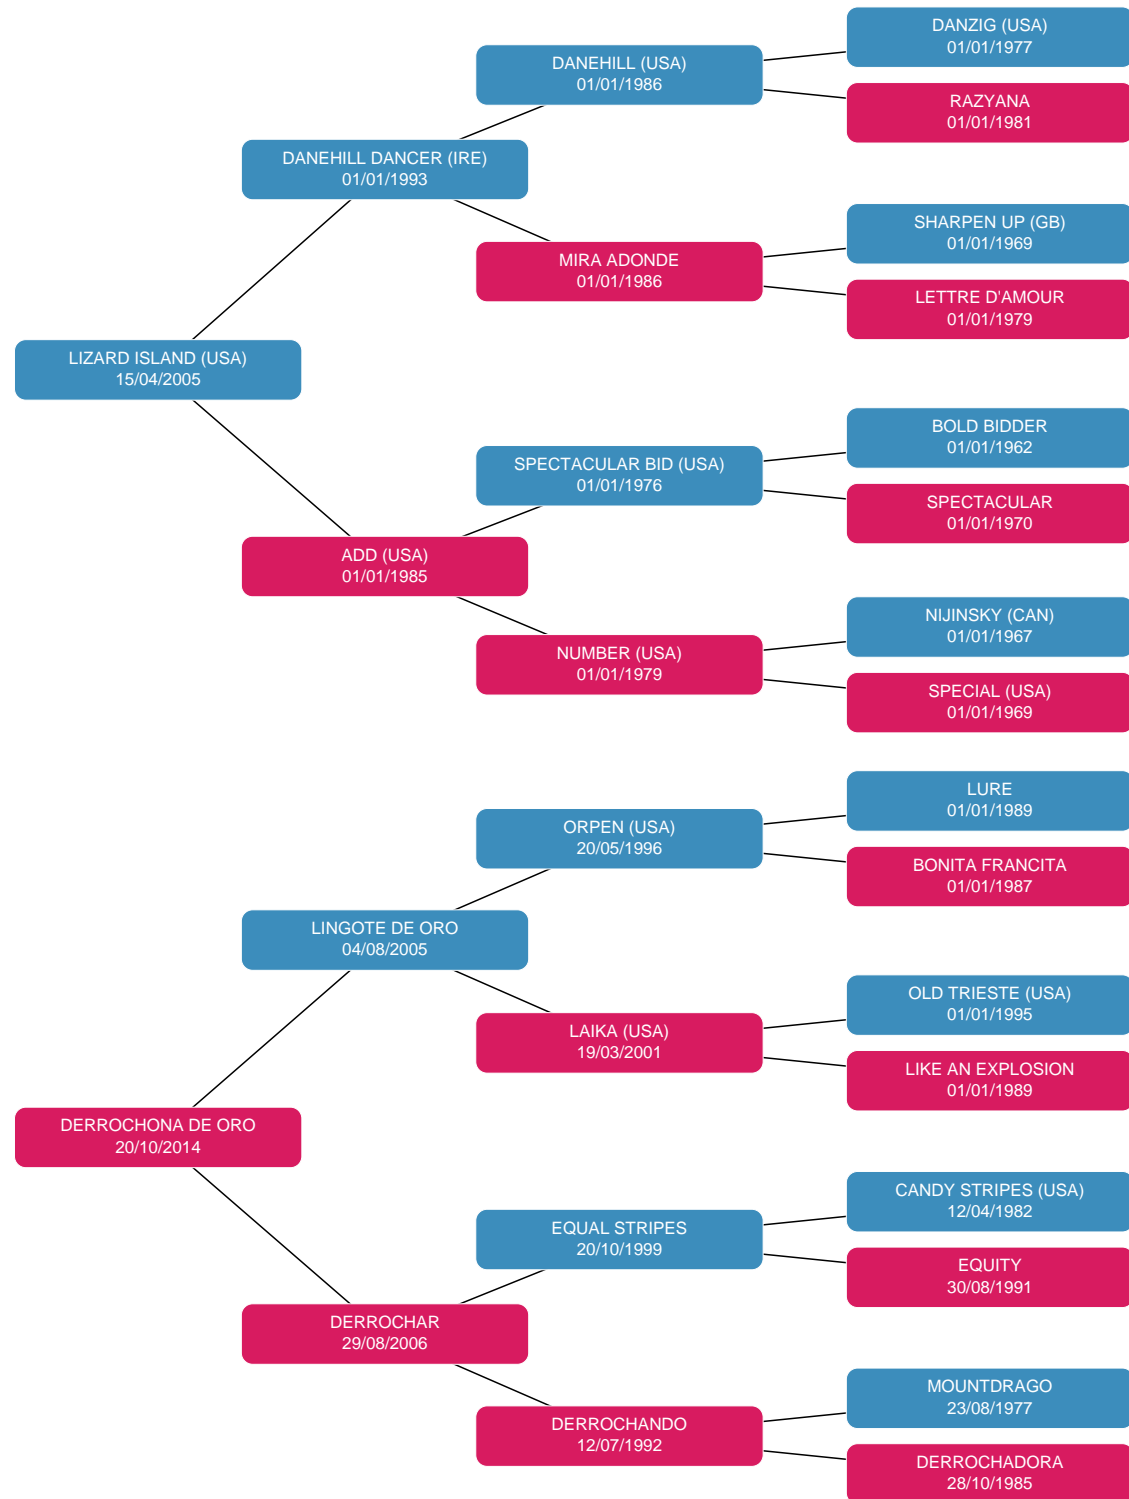 DANZIG (USA)
01/01/1977
DANEHILL (USA)
01/01/1986
RAZYANA
01/01/1981
DANEHILL DANCER (IRE)
01/01/1993
SHARPEN UP (GB)
01/01/1969
MIRA ADONDE
01/01/1986
LETTRE D'AMOUR
01/01/1979
LIZARD ISLAND (USA)
15/04/2005
BOLD BIDDER
01/01/1962
SPECTACULAR BID (USA)
01/01/1976
SPECTACULAR
01/01/1970
ADD (USA)
01/01/1985
NIJINSKY (CAN)
01/01/1967
NUMBER (USA)
01/01/1979
SPECIAL (USA)
01/01/1969
LURE
01/01/1989
ORPEN (USA)
20/05/1996
BONITA FRANCITA
01/01/1987
LINGOTE DE ORO
04/08/2005
OLD TRIESTE (USA)
01/01/1995
LAIKA (USA)
19/03/2001
LIKE AN EXPLOSION
01/01/1989
DERROCHONA DE ORO
20/10/2014
CANDY STRIPES (USA)
12/04/1982
EQUAL STRIPES
20/10/1999
EQUITY
30/08/1991
DERROCHAR
29/08/2006
MOUNTDRAGO
23/08/1977
DERROCHANDO
12/07/1992
DERROCHADORA
28/10/1985